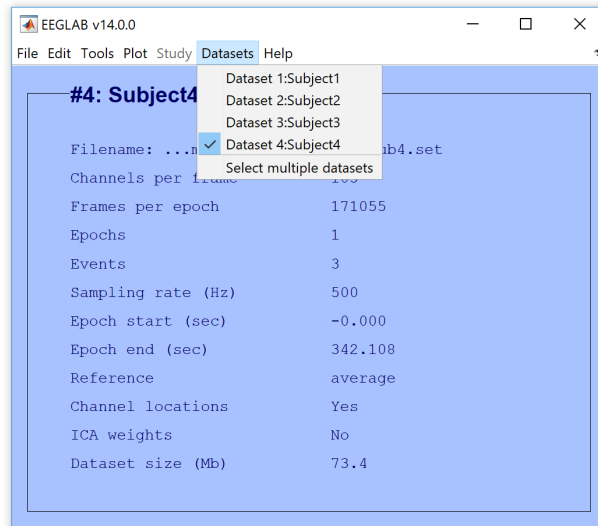 EEGLAB v14.0.0
File Edit Tools Plot Study Datasets Help
Dataset 1:Subject1
Dataset 2:Subject2
Dataset 3:Subject3
Dataset 4:Subject4
Select multiple datasets
#4: Subject4
Filename: ...m ub4.set
Channels per frame
Frames per epoch 171055
Epochs 1
Events 3
Sampling rate (Hz) 500
Epoch start (sec) -0.000
Epoch end (sec) 342.108
Reference average
Channel locations Yes
ICA weights No
Dataset size (Mb) 73.4